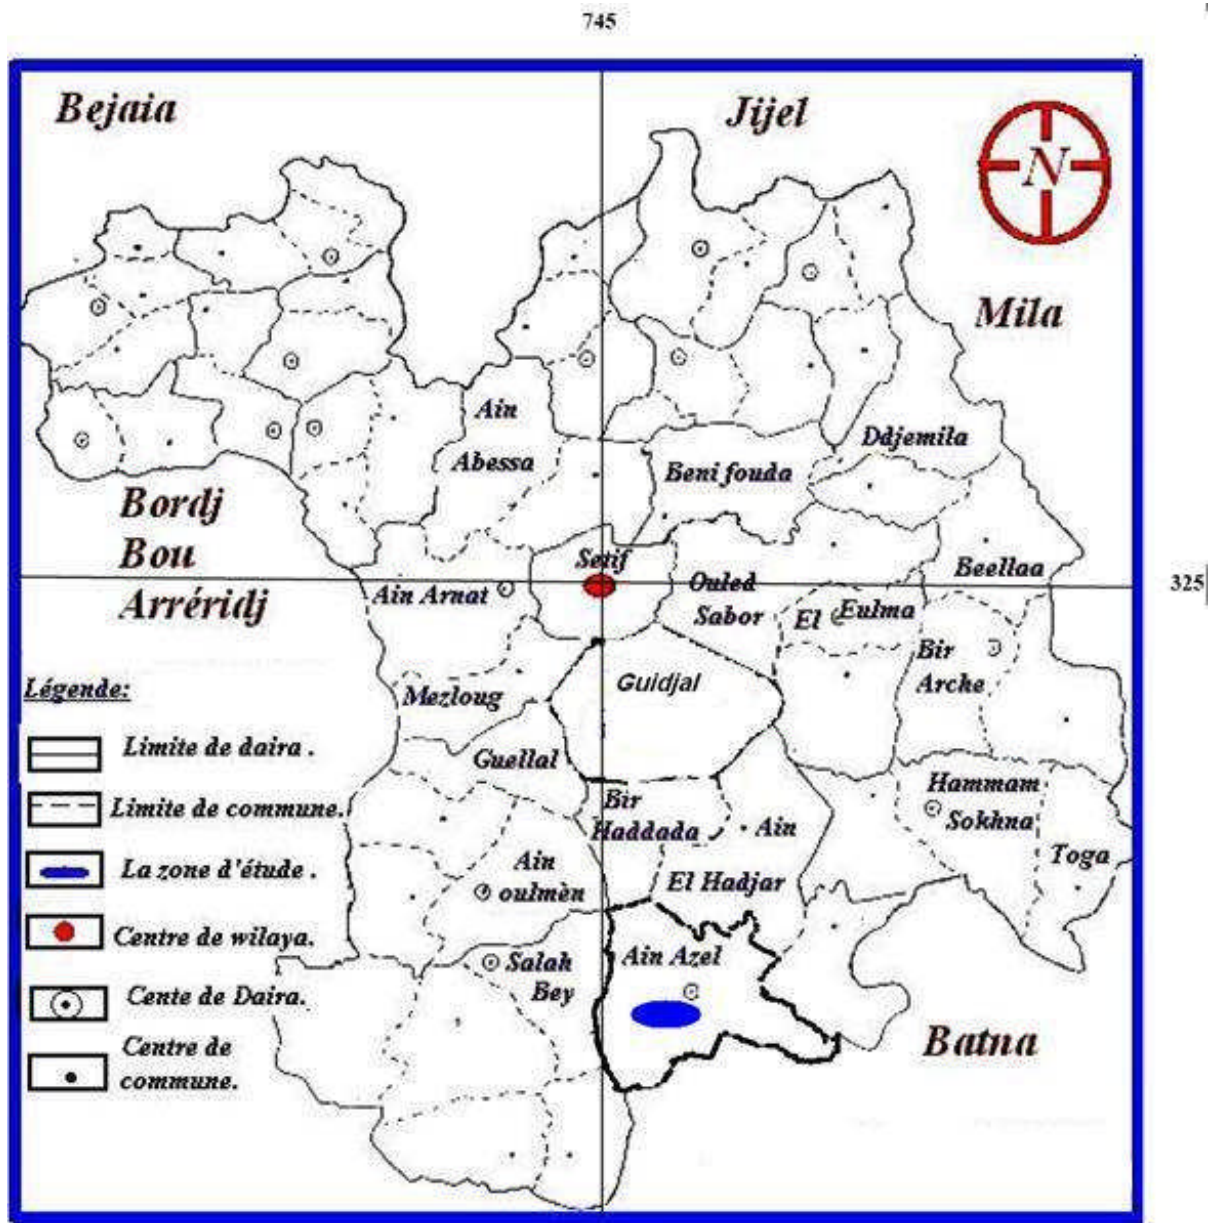 745
Bejaia
Jijel
N
Mila
Ain
Abessa
Ddjemila
Beni fouda
Bordj
Bou
Arréridj
Setif
Beellaa
325
Ain Arnat
Ouled
Sabor
El Eulma
Bir
Arche
Guidjal
Mezloug
Guellal
Hammam
Sokhna
Bir
Haddada
Ain
El Hadjar
Toga
Ain
oulmèn
Salah
Bey
Ain Azel
Batna
Légende:
Limite de daira .
Limite de commune.
La zone d'étude .
Centre de wilaya.
Cente de Daira.
Centre de
commune.